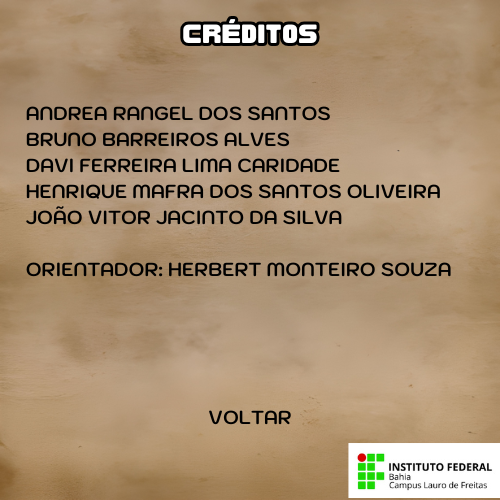 CRÉDITOS
ANDREA RANGEL DOS SANTOS
BRUNO BARREIROS ALVES
DAVI FERREIRA LIMA CARIDADE
HENRIQUE MAFRA DOS SANTOS OLIVEIRA
JOÃO VITOR JACINTO DA SILVA
ORIENTADOR: HERBERT MONTEIRO SOUZA
VOLTAR
INSTITUTO FEDERAL
Bahia
Campus Lauro de Freitas